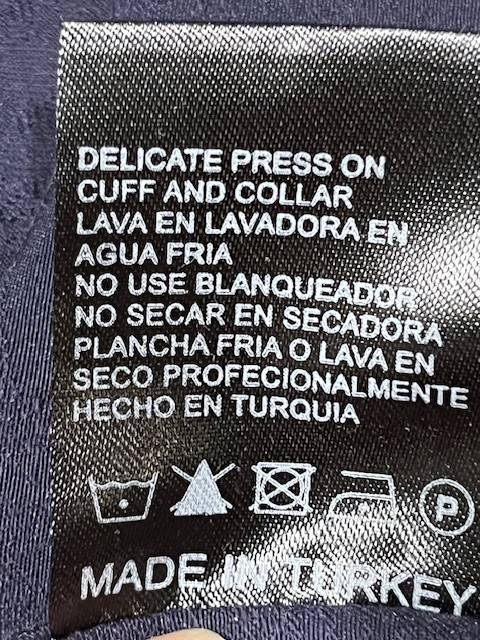 DELICATE PRESS ON
CUFF AND COLLAR
LAVA EN LAVADORA EN
AGUA FRIA
NO USE BLANQUEADOR
NO SECAR EN SECADORA
PLANCHA FRIA O LAVA EN
SECO PROFECIONALMENTE
HECHO EN TURQUIA
P
MADE IN TURKEY